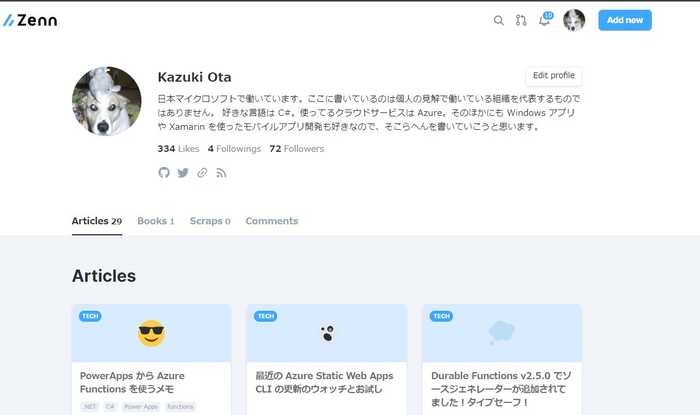 Zenn
10
Add new
Kazuki Ota
Edit profile
日本マイクロソフトで働いています。ここに書いているのは個人の見解で働いている組織を代表するもので
はありません。 好きな言語は C#。使ってるクラウドサービスは Azure。そのほかにも Windows アプリ
や Xamarin を使ったモバイルアプリ開発も好きなので、そこらへんを書いていこうと思います。
334 Likes 4 Followings 72 Followers
Articles 29 Books 1 Scraps 0 Comments
Articles
TECH
PowerApps から Azure
Functions を使うメモ
.NET C# Power Apps functions
TECH
最近の Azure Static Web Apps
CLI の更新のウォッチとお試し
TECH
Durable Functions v2.5.0 でソ
ースジェネレーターが追加されて
ました！タイプセーフ！